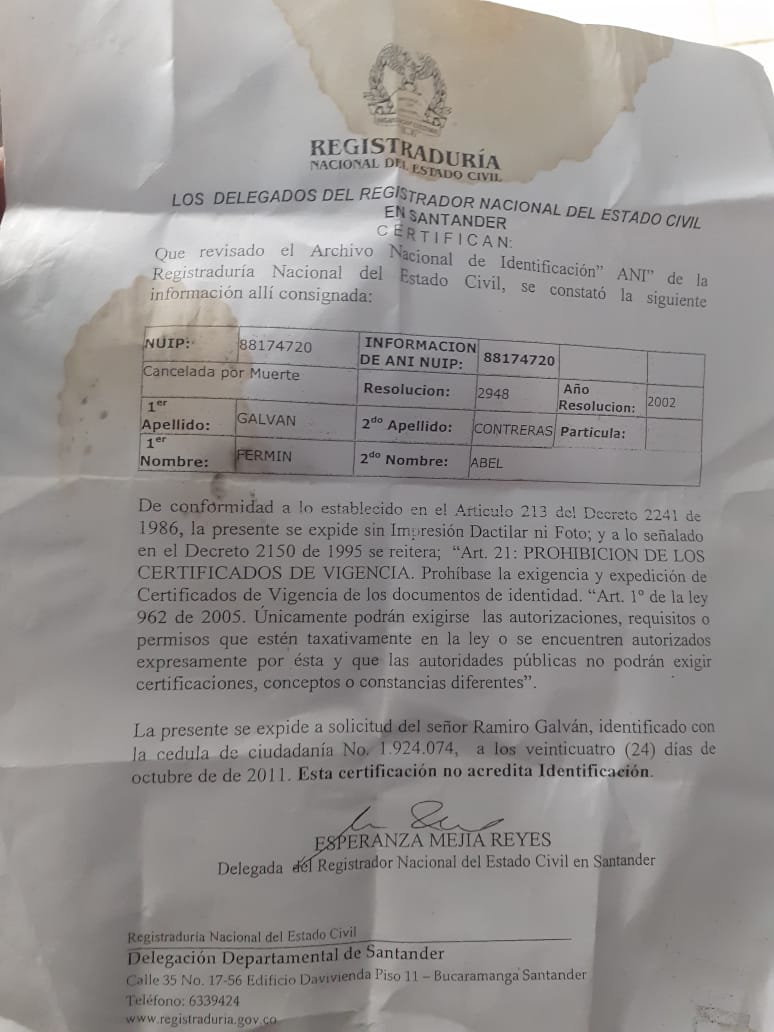 REGISTRADURÍA
NACIONAL DEL ESTADO CIVIL
LOS DELEGADOS DEL REGISTRADOR NACIONAL DEL ESTADO CIVIL
EN SANTANDER
CERTIFICAN:
Que revisado el Archivo Nacional de Identificación" ANI" de la
Registraduría Nacional del Estado Civil, se constató la siguiente
información allí consignada:
NUIP: 88174720 INFORMACION DE ANI NUIP: 88174720
Cancelada por Muerte Resolucion: 2948 Año Resolucion: 2002
1er Apellido: GALVAN 2do Apellido: CONTRERAS Particula:
1er Nombre: FERMIN 2do Nombre: ABEL
De conformidad a lo establecido en el Articulo 213 del Decreto 2241 de
1986, la presente se expide sin Impresión Dactilar ni Foto; y a lo señalado
en el Decreto 2150 de 1995 se reitera; "Art. 21: PROHIBICION DE LOS
CERTIFICADOS DE VIGENCIA. Prohíbase la exigencia y expedición de
Certificados de Vigencia de los documentos de identidad. "Art. 1º de la ley
962 de 2005. Únicamente podrán exigirse las autorizaciones, requisitos o
permisos que estén taxativamente en la ley o se encuentren autorizados
expresamente por ésta y que las autoridades públicas no podrán exigir
certificaciones, conceptos o constancias diferentes".
La presente se expide a solicitud del señor Ramiro Galván, identificado con
la cedula de ciudadanía No. 1.924.074, a los veinticuatro (24) días de
octubre de de 2011. Esta certificación no acredita Identificación.
ESPERANZA MEJIA REYES
Delegada del Registrador Nacional del Estado Civil en Santander
Registraduría Nacional del Estado Civil
Delegación Departamental de Santander
Calle 35 No. 17-56 Edificio Davivienda Piso 11 – Bucaramanga Santander
Teléfono: 6339424
www.registraduria.gov.co